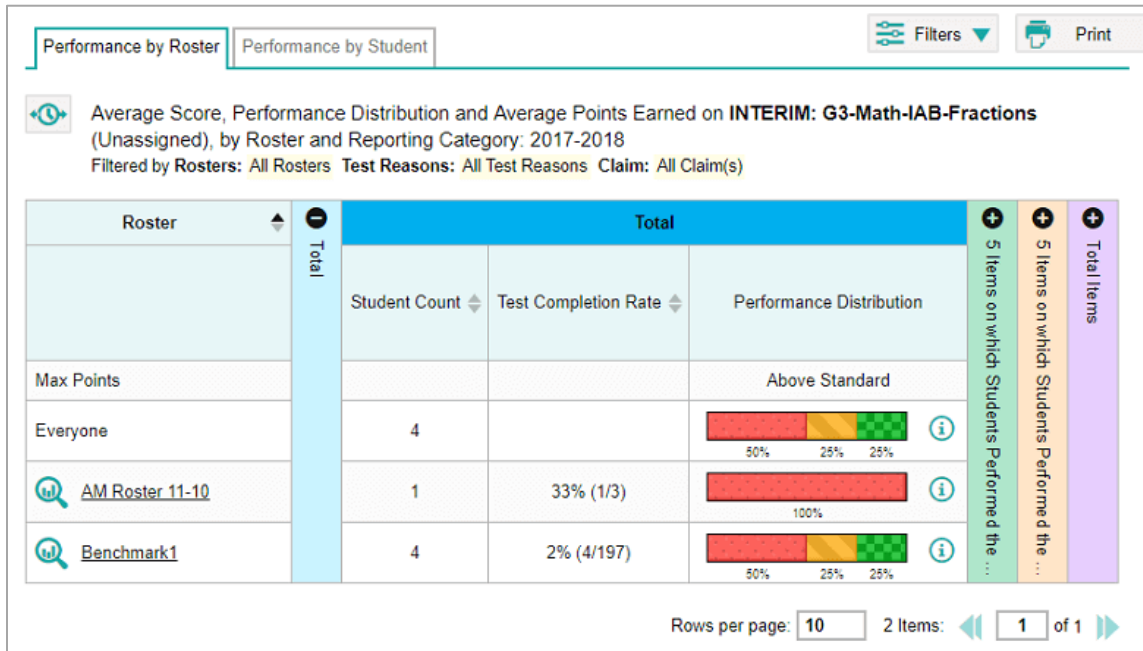 Performance by Roster
Performance by Student
Filters
Print
Average Score, Performance Distribution and Average Points Earned on INTERIM: G3-Math-IAB-Fractions
(Unassigned), by Roster and Reporting Category: 2017-2018
Filtered by Rosters: All Rosters Test Reasons: All Test Reasons Claim: All Claim(s)
Roster
Total
Total
5 Items on which Students Performed the ...
5 Items on which Students Performed the ...
Total Items
Student Count
Test Completion Rate
Performance Distribution
Max Points
Above Standard
Everyone
4
50% 25% 25%
AM Roster 11-10
1
33% (1/3)
100%
Benchmark1
4
2% (4/197)
50% 25% 25%
Rows per page: 10 2 Items: 1 of 1